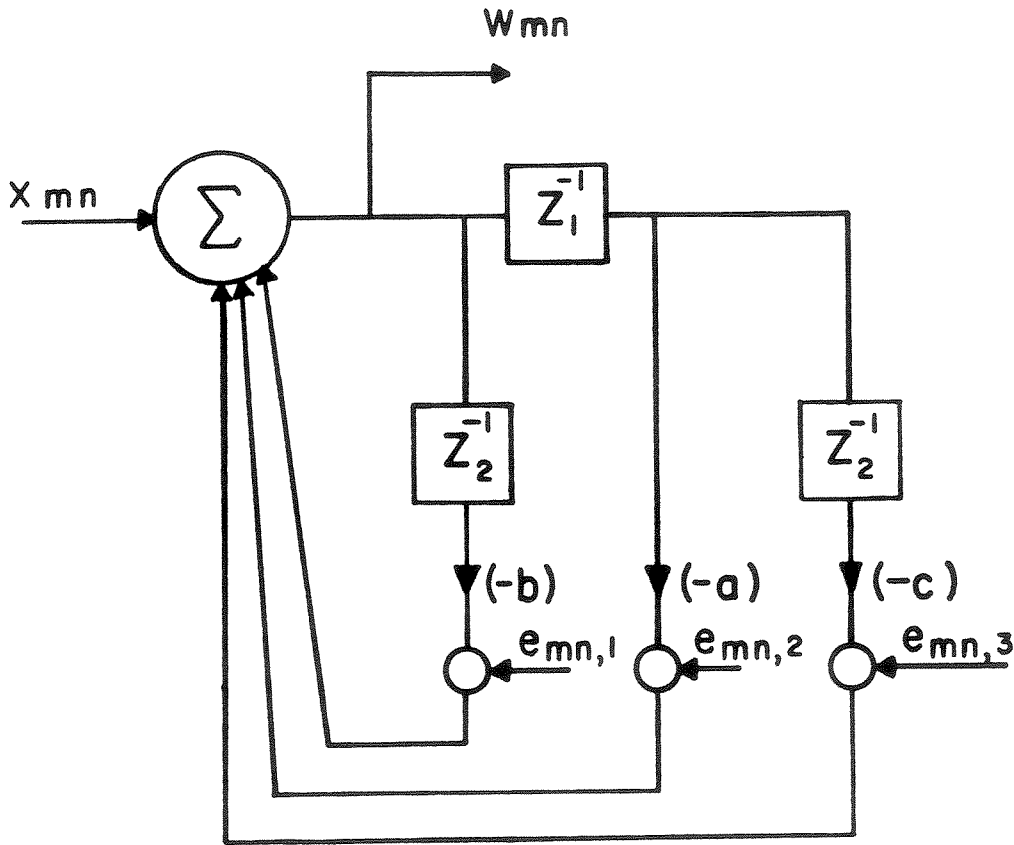 Wmn
Xmn
Σ
Z₁⁻¹
Z₂⁻¹
Z₂⁻¹
(-b)
(-a)
(-c)
emn,1
emn,2
emn,3